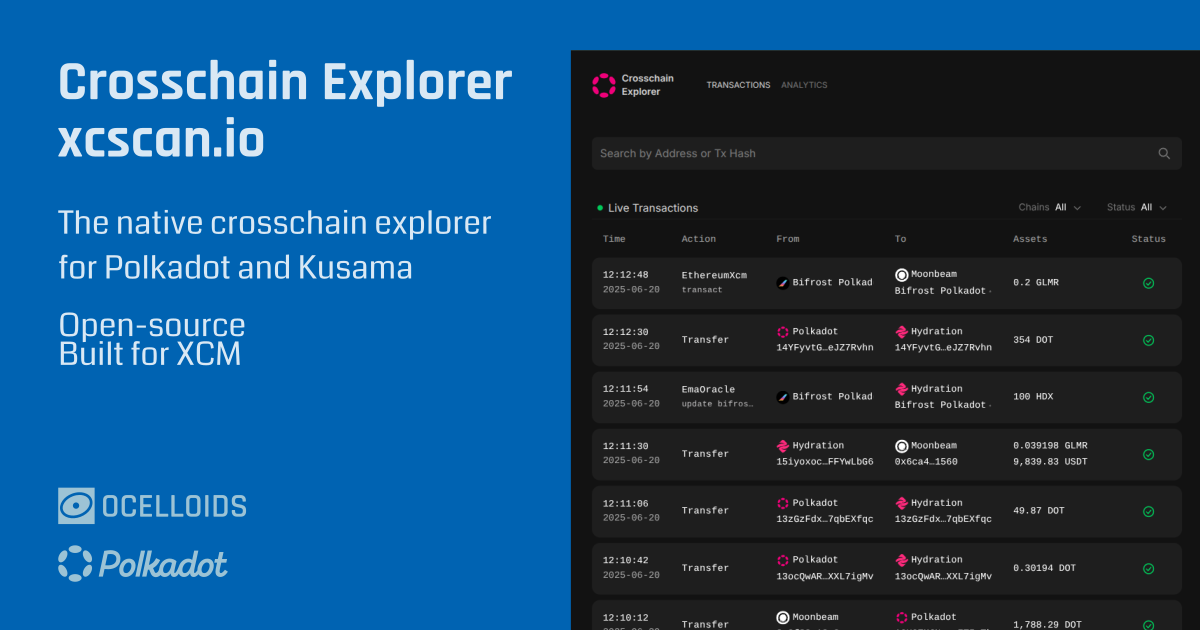 Crosschain Explorer
xcscan.io
The native crosschain explorer
for Polkadot and Kusama
Open-source
Built for XCM
OCELLOIDS
Polkadot
Crosschain
Explorer
TRANSACTIONS ANALYTICS
Search by Address or Tx Hash
Live Transactions
Chains All Status All
Time Action From To Assets Status
12:12:48
2025-06-20
EthereumXcm
transact
Bifrost Polkad
Moonbeam
Bifrost Polkadot
0.2 GLMR
12:12:30
2025-06-20
Transfer
Polkadot
14YFyvtG…eJZ7Rvhn
Hydration
14YFyvtG…eJZ7Rvhn
354 DOT
12:11:54
2025-06-20
EmaOracle
update bifros…
Bifrost Polkad
Hydration
Bifrost Polkadot
100 HDX
12:11:30
2025-06-20
Transfer
Hydration
15iyoxoc…FFYwLbG6
Moonbeam
0x6ca4…1560
0.039198 GLMR
9,839.83 USDT
12:11:06
2025-06-20
Transfer
Polkadot
13zGzFdx…7qbEXfqc
Hydration
13zGzFdx…7qbEXfqc
49.87 DOT
12:10:42
2025-06-20
Transfer
Polkadot
13ocQwAR…XXL7igMv
Hydration
13ocQwAR…XXL7igMv
0.30194 DOT
12:10:12
Transfer
Moonbeam
Polkadot
1,788.29 DOT